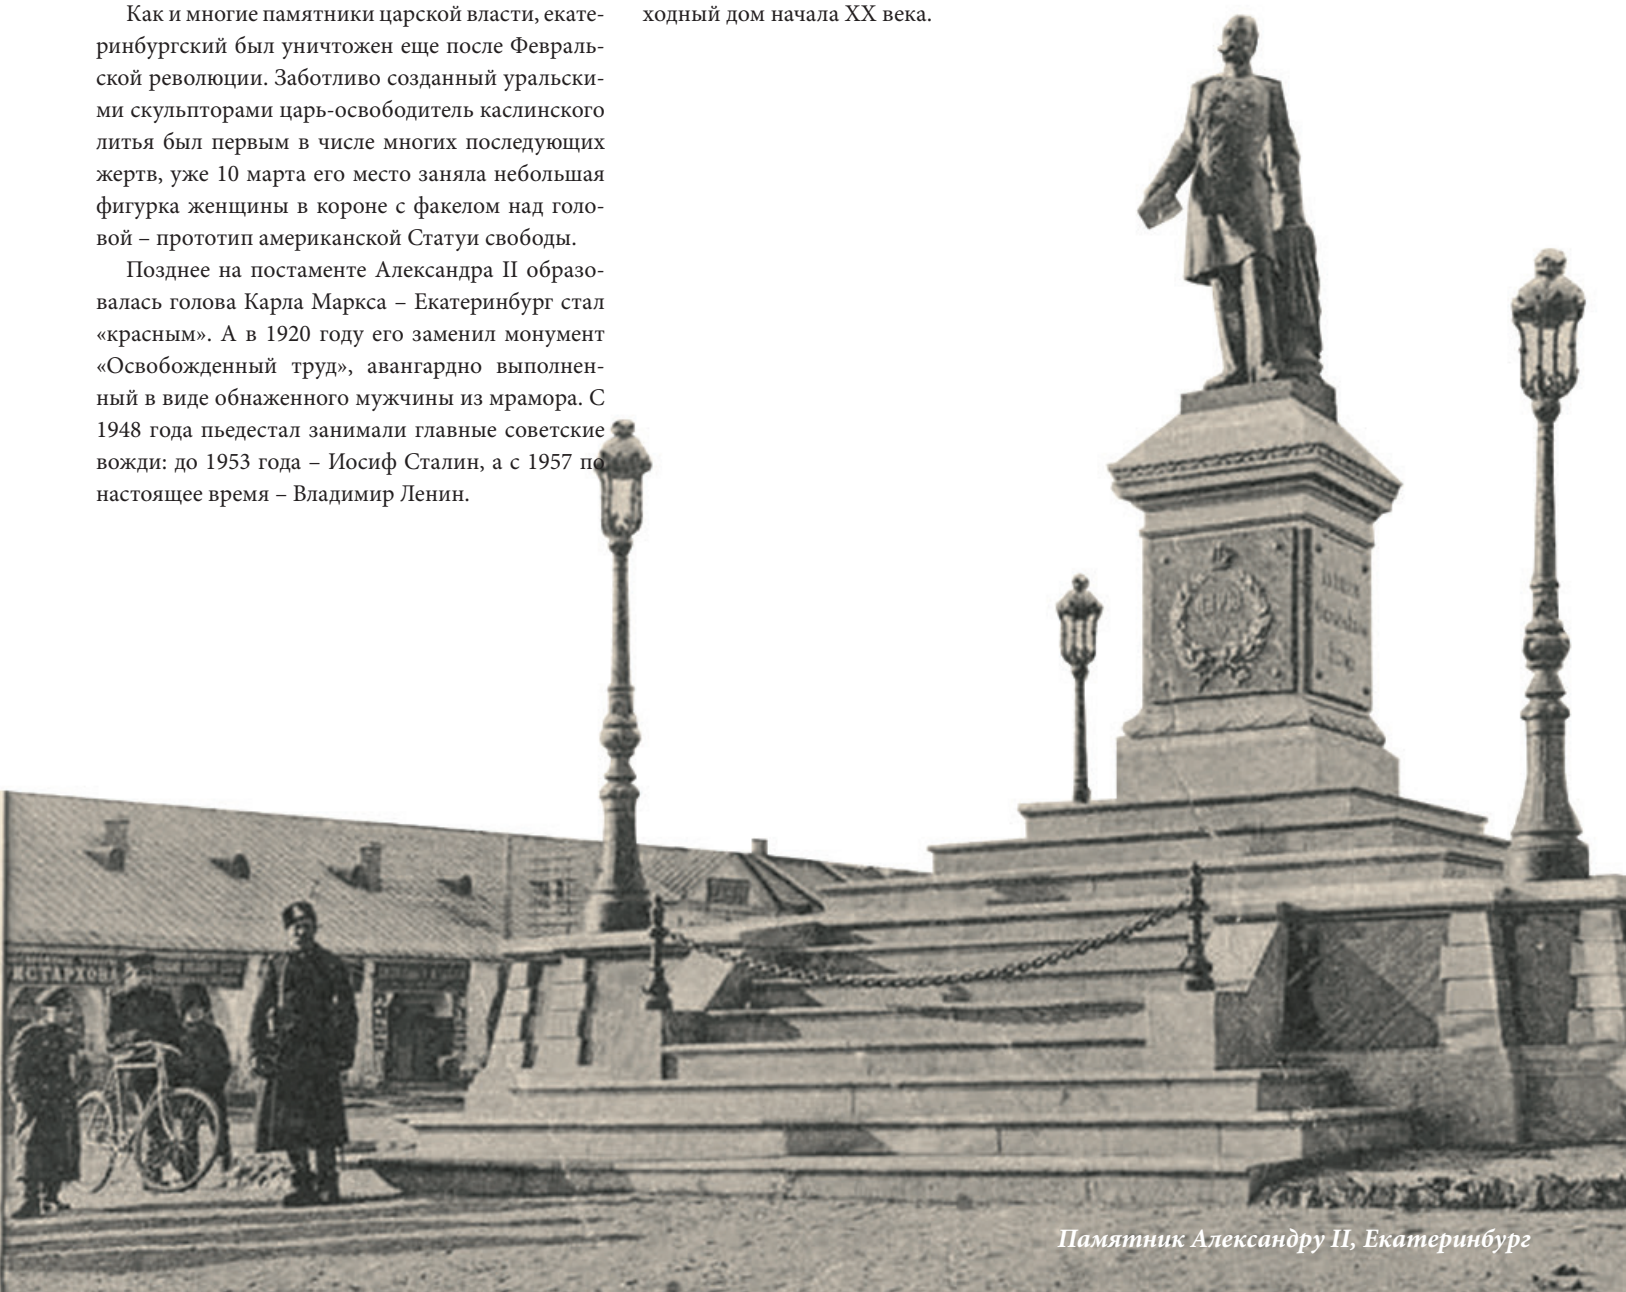 Как и многие памятники царской власти, екате-
ринбургский был уничтожен еще после Февраль-
ской революции. Заботливо созданный уральски-
ми скульпторами царь-освободитель каслинского
литья был первым в числе многих последующих
жертв, уже 10 марта его место заняла небольшая
фигурка женщины в короне с факелом над голо-
вой – прототип американской Статуи свободы.
Позднее на постаменте Александра II образо-
валась голова Карла Маркса – Екатеринбург стал
«красным». А в 1920 году его заменил монумент
«Освобожденный труд», авангардно выполнен-
ный в виде обнаженного мужчины из мрамора. С
1948 года пьедестал занимали главные советские
вожди: до 1953 года – Иосиф Сталин, а с 1957 по
настоящее время – Владимир Ленин.
ходный дом начала XX века.
ИСТАРХОВА
Памятник Александру II, Екатеринбург